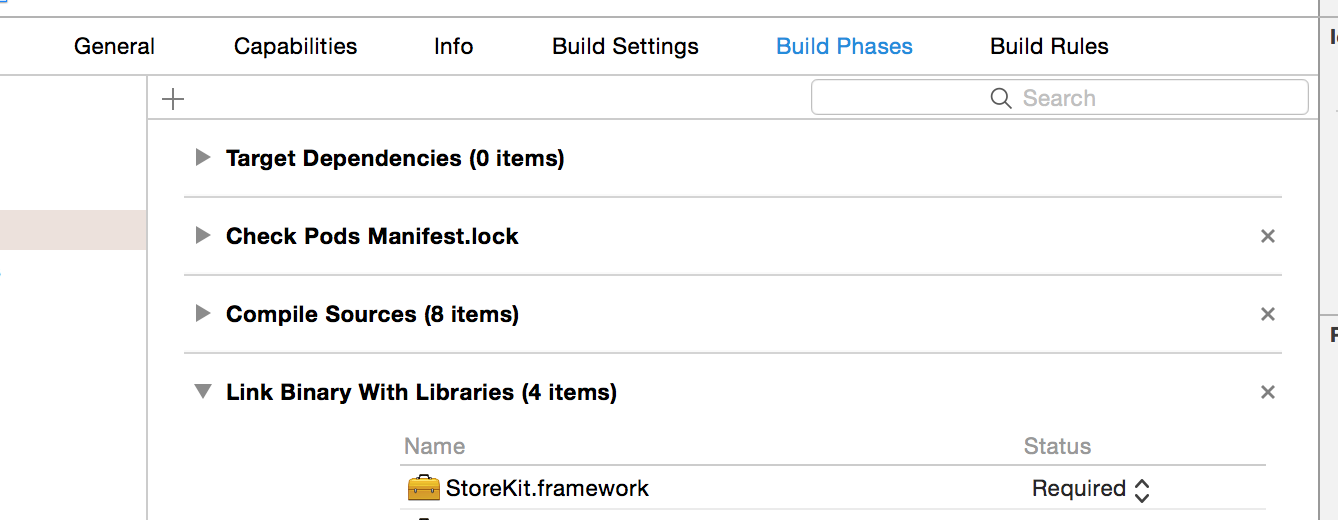 General Capabilities Info Build Settings Build Phases Build Rules
Search
Target Dependencies (0 items)
Check Pods Manifest.lock
Compile Sources (8 items)
Link Binary With Libraries (4 items)
Name Status
StoreKit.framework Required